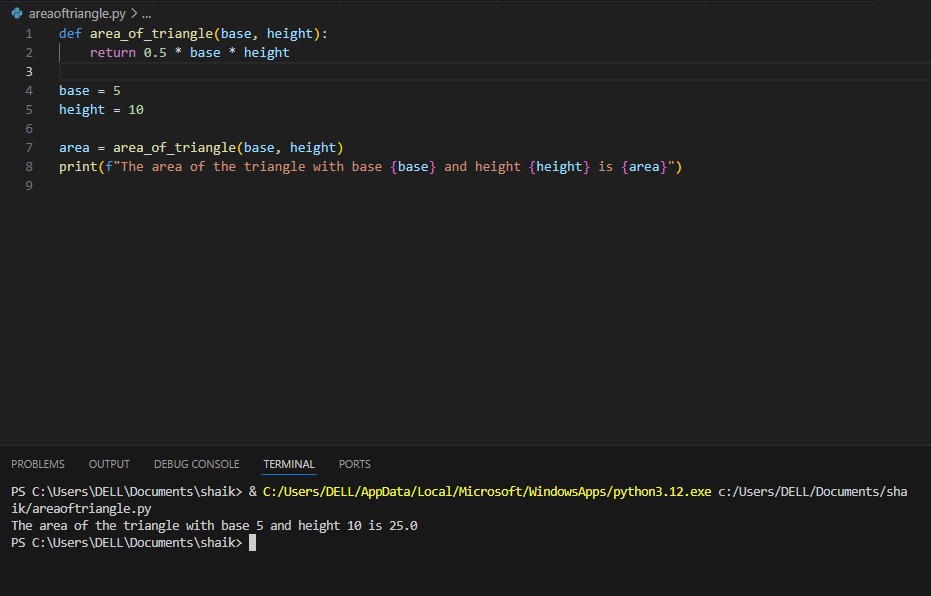 areaoftriangle.py > ...
1 def area_of_triangle(base, height):
2     return 0.5 * base * height
3
4 base = 5
5 height = 10
6
7 area = area_of_triangle(base, height)
8 print(f"The area of the triangle with base {base} and height {height} is {area}")
9
PROBLEMS OUTPUT DEBUG CONSOLE TERMINAL PORTS
PS C:\Users\DELL\Documents\shaik> & C:/Users/DELL/AppData/Local/Microsoft/WindowsApps/python3.12.exe c:/Users/DELL/Documents/sha
ik/areaoftriangle.py
The area of the triangle with base 5 and height 10 is 25.0
PS C:\Users\DELL\Documents\shaik>